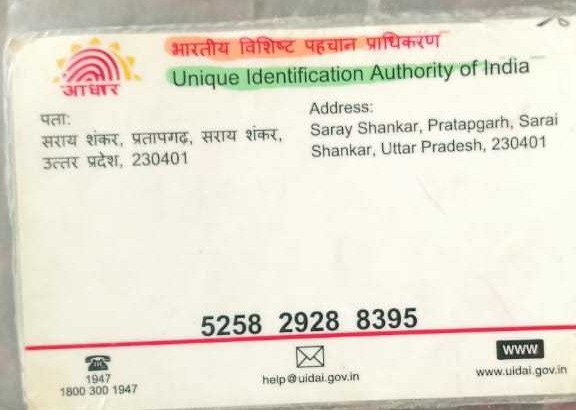 भारतीय विशिष्ट पहचान प्राधिकरण
Unique Identification Authority of India
आधार
पता:
सराय शंकर, प्रतापगढ़, सराय शंकर,
उत्तर प्रदेश, 230401
Address:
Saray Shankar, Pratapgarh, Sarai
Shankar, Uttar Pradesh, 230401
5258 2928 8395
1947
1800 300 1947
help@uidai.gov.in
www
www.uidai.gov.in